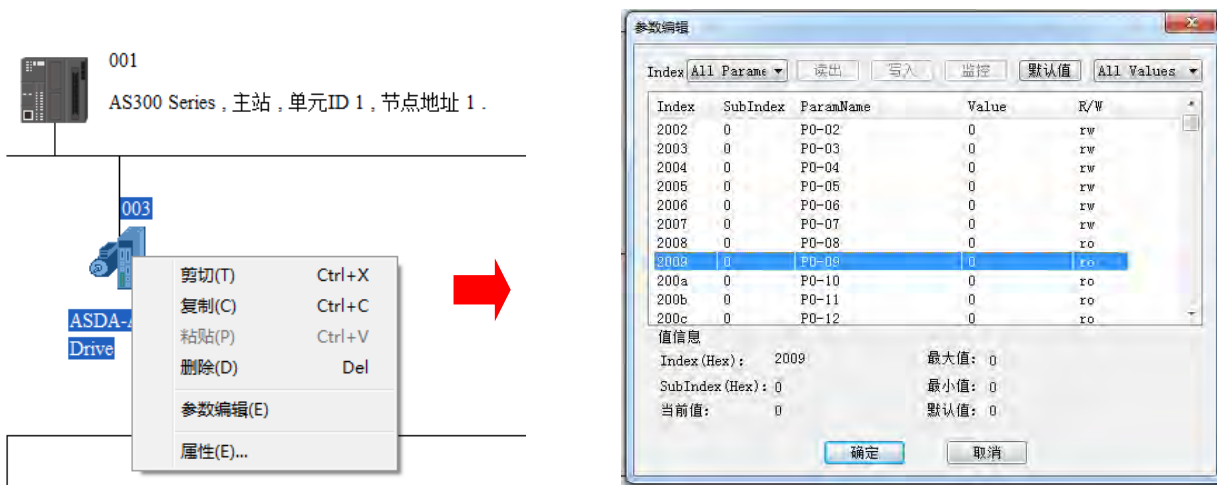 001
AS300 Series , 主站 , 单元ID 1 , 节点地址 1 .
003
ASDA-
Drive
剪切(T) Ctrl+X
复制(C) Ctrl+C
粘贴(P) Ctrl+V
删除(D) Del
参数编辑(E)
属性(E)...
参数编辑
Index All Parame 读出 写入 监控 默认值 All Values
Index SubIndex ParamName Value R/W
2002 0 P0-02 0 rw
2003 0 P0-03 0 rw
2004 0 P0-04 0 rw
2005 0 P0-05 0 rw
2006 0 P0-06 0 rw
2007 0 P0-07 0 rw
2008 0 P0-08 0 ro
2009 0 P0-09 0 ro
200a 0 P0-10 0 ro
200b 0 P0-11 0 ro
200c 0 P0-12 0 ro
值信息
Index(Hex): 2009 最大值: 0
SubIndex(Hex): 0 最小值: 0
当前值: 0 默认值: 0
确定 取消